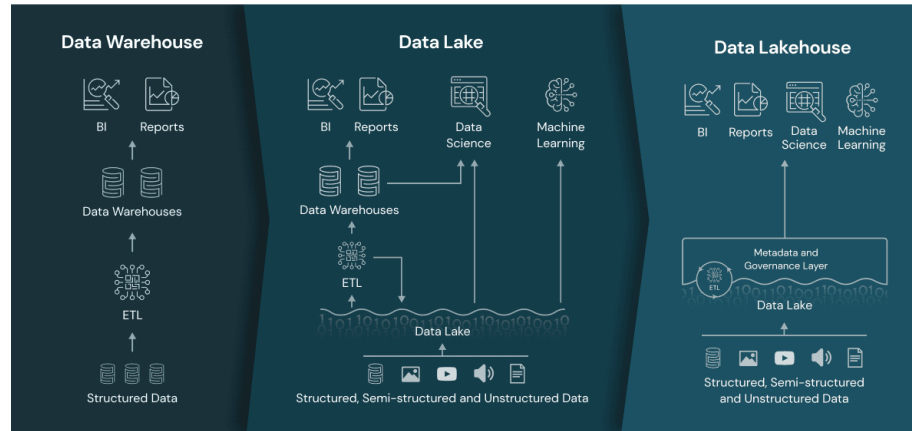 Data Warehouse
BI
Reports
Data Warehouses
ETL
Structured Data
Data Lake
BI
Reports
Data
Science
Machine
Learning
Data Warehouses
ETL
Data Lake
Structured, Semi-structured and Unstructured Data
Data Lakehouse
BI
Reports
Data
Science
Machine
Learning
Metadata and
Governance Layer
ETL
Data Lake
Structured, Semi-structured
and Unstructured Data